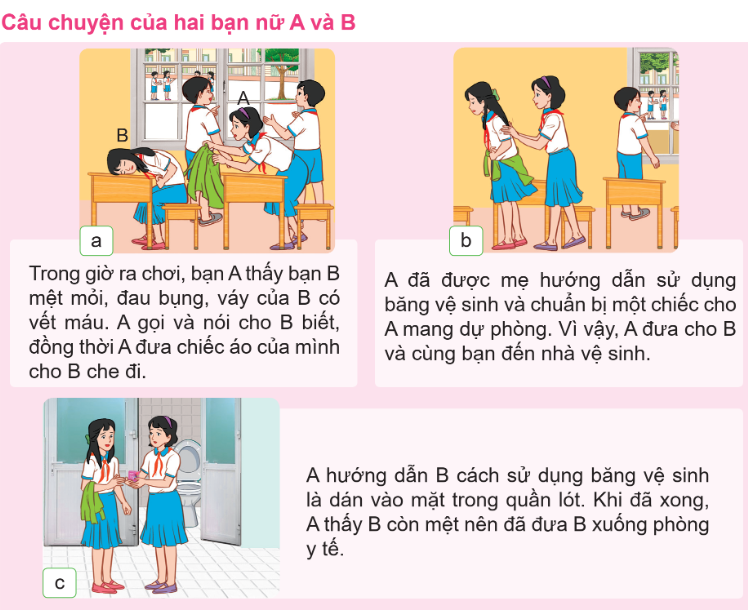 Câu chuyện của hai bạn nữ A và B
A
B
a
Trong giờ ra chơi, bạn A thấy bạn B
mệt mỏi, đau bụng, váy của B có
vết máu. A gọi và nói cho B biết,
đồng thời A đưa chiếc áo của mình
cho B che đi.
b
A đã được mẹ hướng dẫn sử dụng
băng vệ sinh và chuẩn bị một chiếc cho
A mang dự phòng. Vì vậy, A đưa cho B
và cùng bạn đến nhà vệ sinh.
c
A hướng dẫn B cách sử dụng băng vệ sinh
là dán vào mặt trong quần lót. Khi đã xong,
A thấy B còn mệt nên đã đưa B xuống phòng
y tế.